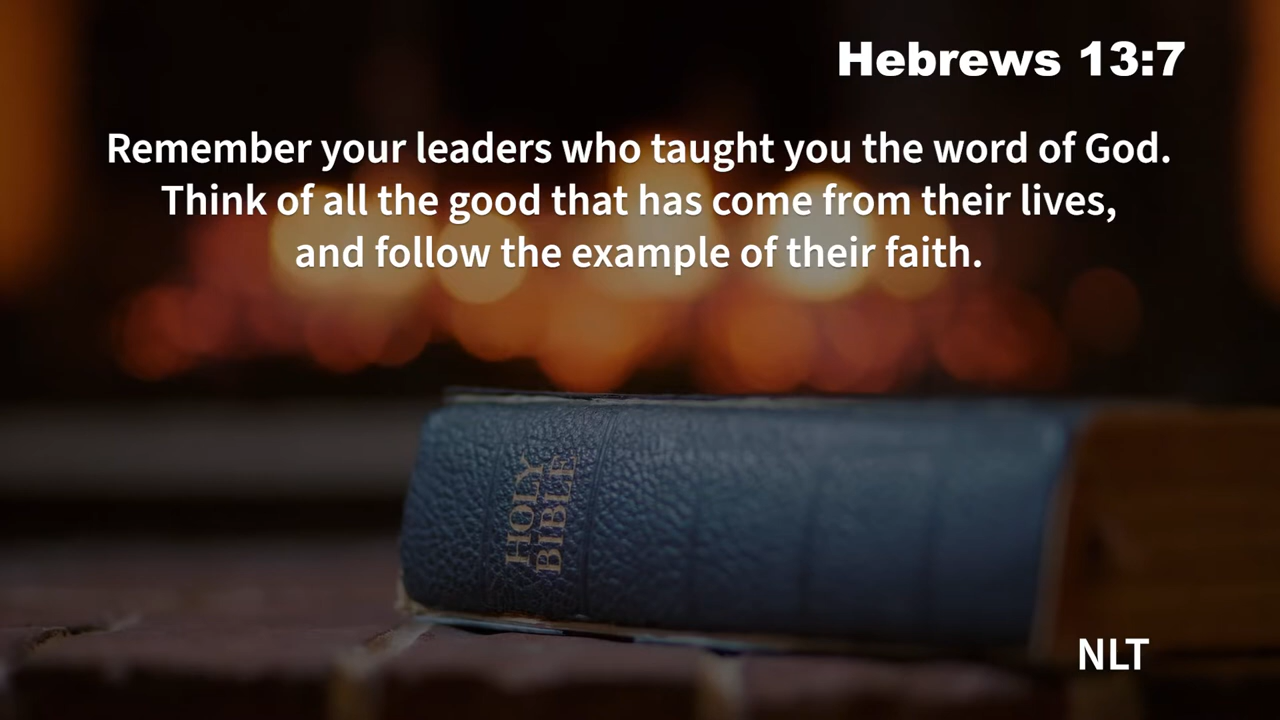 Hebrews 13:7
Remember your leaders who taught you the word of God.
Think of all the good that has come from their lives,
and follow the example of their faith.
HOLY
BIBLE
NLT